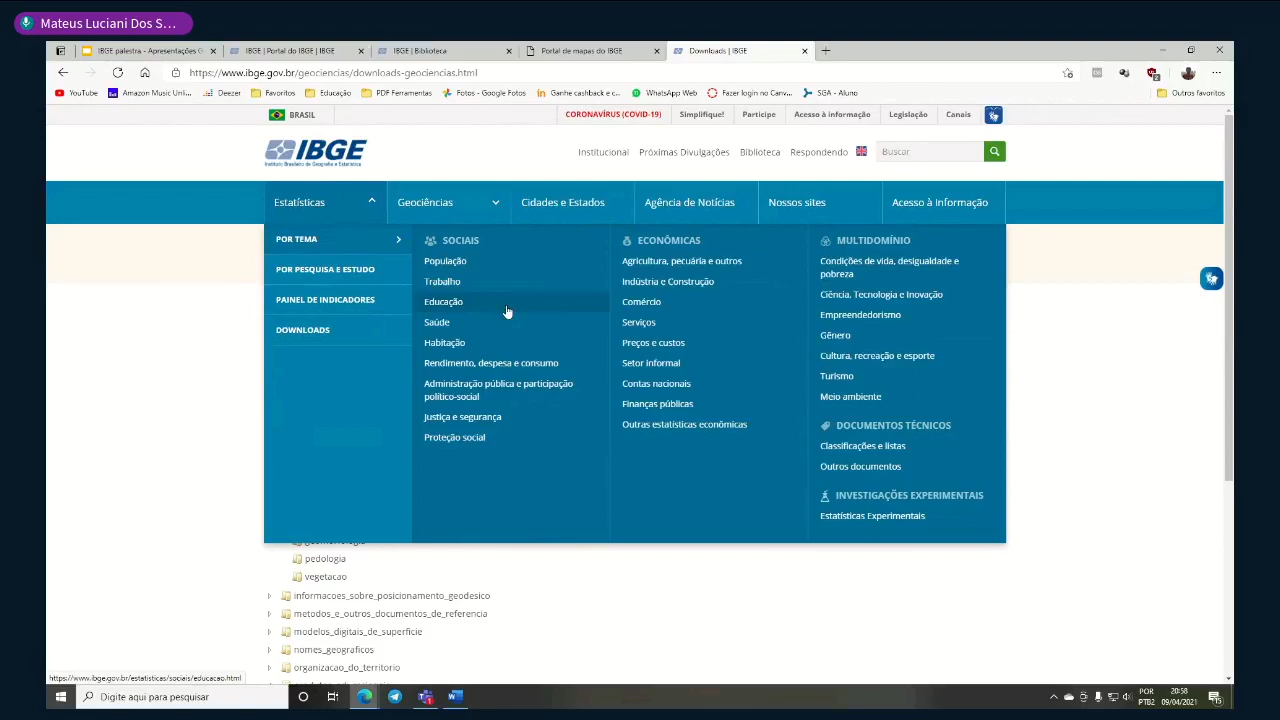 Mateus Luciani Dos S...
IBGE palestra - Apresentações G
IBGE | Portal do IBGE | IBGE
IBGE | Biblioteca
Portal de mapas do IBGE
Downloads | IBGE
https://www.ibge.gov.br/geociencias/downloads-geociencias.html
YouTube
Amazon Music Unli...
Deezer
Favoritos
Educação
PDF Ferramentas
Fotos - Google Fotos
Ganhe cashback e c...
WhatsApp Web
Fazer login no Canv...
SGA - Aluno
Outros favoritos
BRASIL
CORONAVÍRUS (COVID-19)
Simplifique!
Participe
Acesso à informação
Legislação
Canais
IBGE
Instituto Brasileiro de Geografia e Estatística
Institucional
Próximas Divulgações
Biblioteca
Respondendo
Buscar
Estatísticas
Geociências
Cidades e Estados
Agência de Notícias
Nossos sites
Acesso à Informação
POR TEMA
POR PESQUISA E ESTUDO
PAINEL DE INDICADORES
DOWNLOADS
SOCIAIS
População
Trabalho
Educação
Saúde
Habitação
Rendimento, despesa e consumo
Administração pública e participação
político-social
Justiça e segurança
Proteção social
ECONÔMICAS
Agricultura, pecuária e outros
Indústria e Construção
Comércio
Serviços
Preços e custos
Setor informal
Contas nacionais
Finanças públicas
Outras estatísticas econômicas
MULTIDOMÍNIO
Condições de vida, desigualdade e
pobreza
Ciência, Tecnologia e Inovação
Empreendedorismo
Gênero
Cultura, recreação e esporte
Turismo
Meio ambiente
DOCUMENTOS TÉCNICOS
Classificações e listas
Outros documentos
INVESTIGAÇÕES EXPERIMENTAIS
Estatísticas Experimentais
geomorfologia
pedologia
vegetacao
informacoes_sobre_posicionamento_geodesico
metodos_e_outros_documentos_de_referencia
modelos_digitais_de_superficie
nomes_geograficos
organizacao_do_territorio
https://www.ibge.gov.br/estatisticas/sociais/educacao.html
Digite aqui para pesquisar
POR
PTB2
20:58
09/04/2021